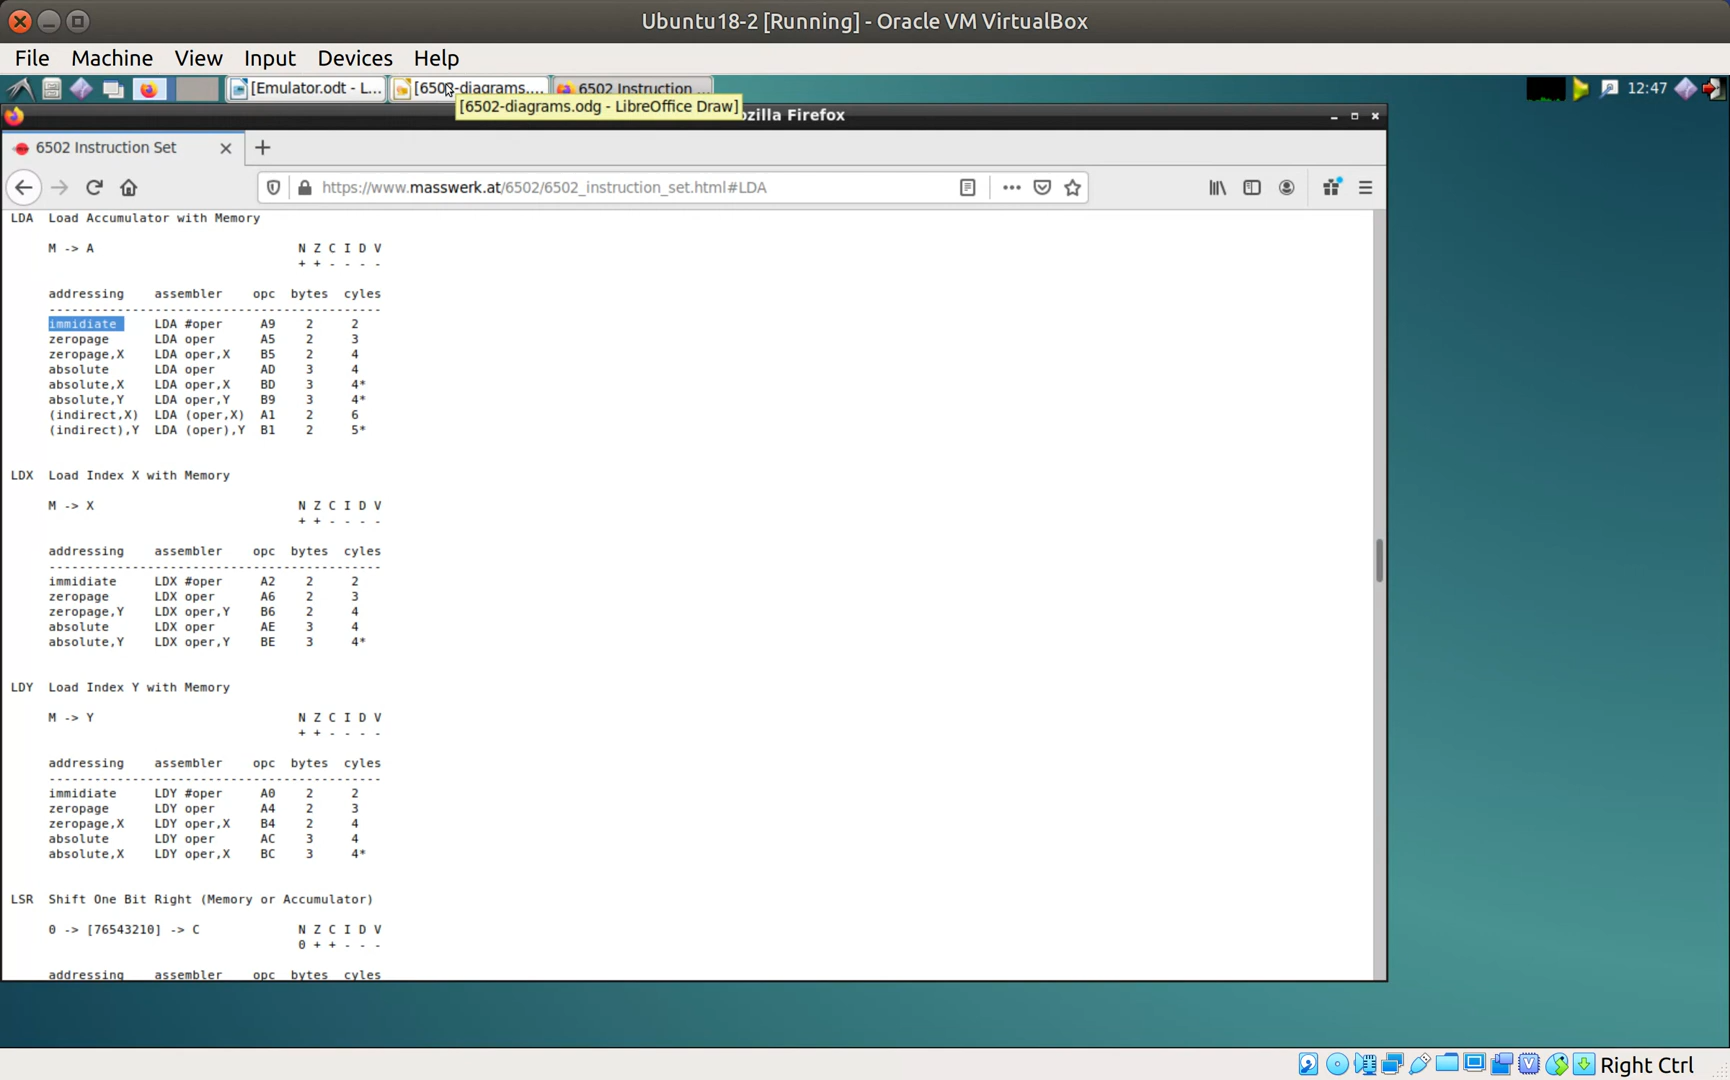 Ubuntu18-2 [Running] - Oracle VM VirtualBox
File Machine View Input Devices Help
[Emulator.odt - L... [6502-diagrams.... 6502 Instruction ... 12:47
[6502-diagrams.odg - LibreOffice Draw]
zilla Firefox
6502 Instruction Set
https://www.masswerk.at/6502/6502_instruction_set.html#LDA
LDA Load Accumulator with Memory
M -> A N Z C I D V
+ + - - - -
addressing assembler opc bytes cyles
--------------------------------------------
immidiate LDA #oper A9 2 2
zeropage LDA oper A5 2 3
zeropage,X LDA oper,X B5 2 4
absolute LDA oper AD 3 4
absolute,X LDA oper,X BD 3 4*
absolute,Y LDA oper,Y B9 3 4*
(indirect,X) LDA (oper,X) A1 2 6
(indirect),Y LDA (oper),Y B1 2 5*
LDX Load Index X with Memory
M -> X N Z C I D V
+ + - - - -
addressing assembler opc bytes cyles
--------------------------------------------
immidiate LDX #oper A2 2 2
zeropage LDX oper A6 2 3
zeropage,Y LDX oper,Y B6 2 4
absolute LDX oper AE 3 4
absolute,Y LDX oper,Y BE 3 4*
LDY Load Index Y with Memory
M -> Y N Z C I D V
+ + - - - -
addressing assembler opc bytes cyles
--------------------------------------------
immidiate LDY #oper A0 2 2
zeropage LDY oper A4 2 3
zeropage,X LDY oper,X B4 2 4
absolute LDY oper AC 3 4
absolute,X LDY oper,X BC 3 4*
LSR Shift One Bit Right (Memory or Accumulator)
0 -> [76543210] -> C N Z C I D V
0 + + - - -
addressing assembler opc bytes cyles
Right Ctrl